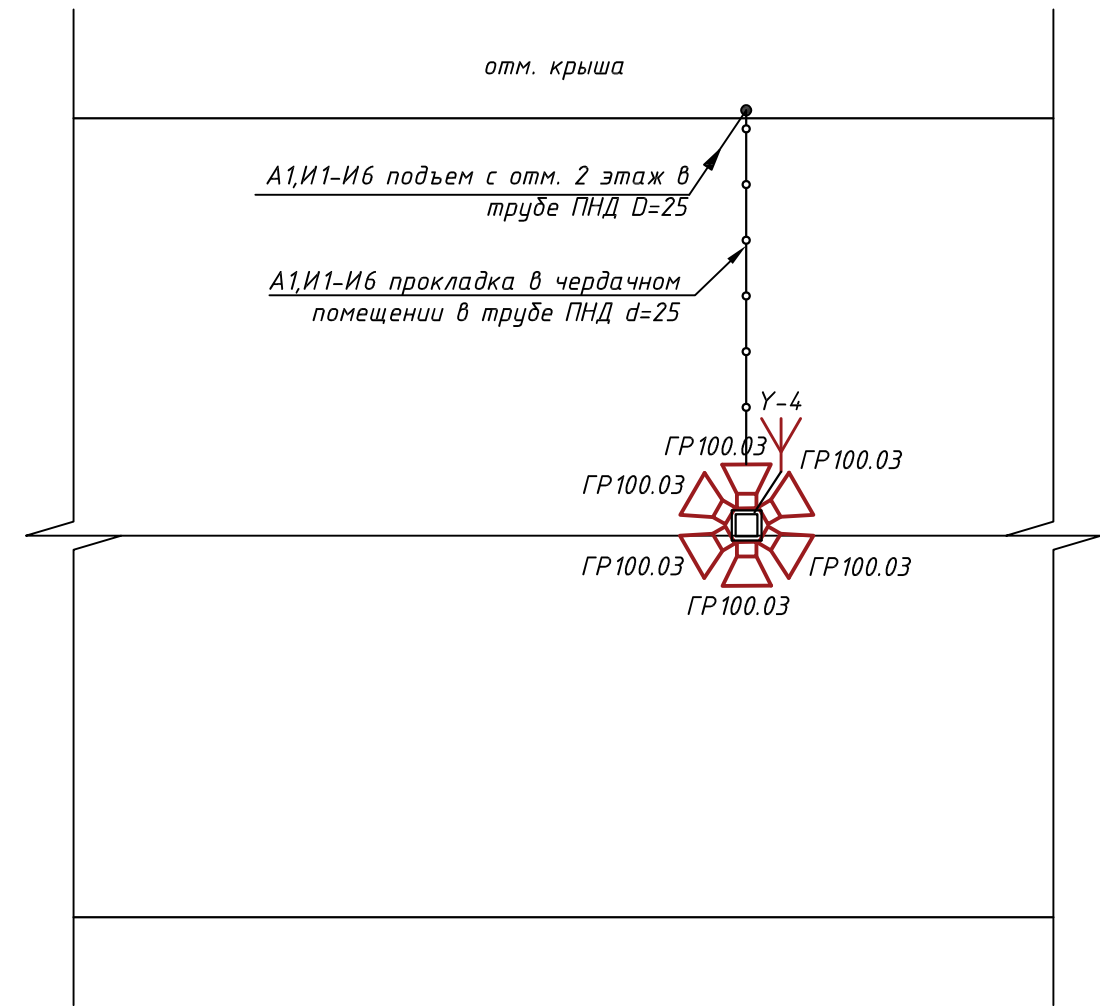 отм. крыша
А1,И1-И6 подъем с отм. 2 этаж в
трубе ПНД D=25
А1,И1-И6 прокладка в чердачном
помещении в трубе ПНД d=25
Y-4
ГР100.03
ГР100.03
ГР100.03
ГР100.03
ГР100.03
ГР100.03